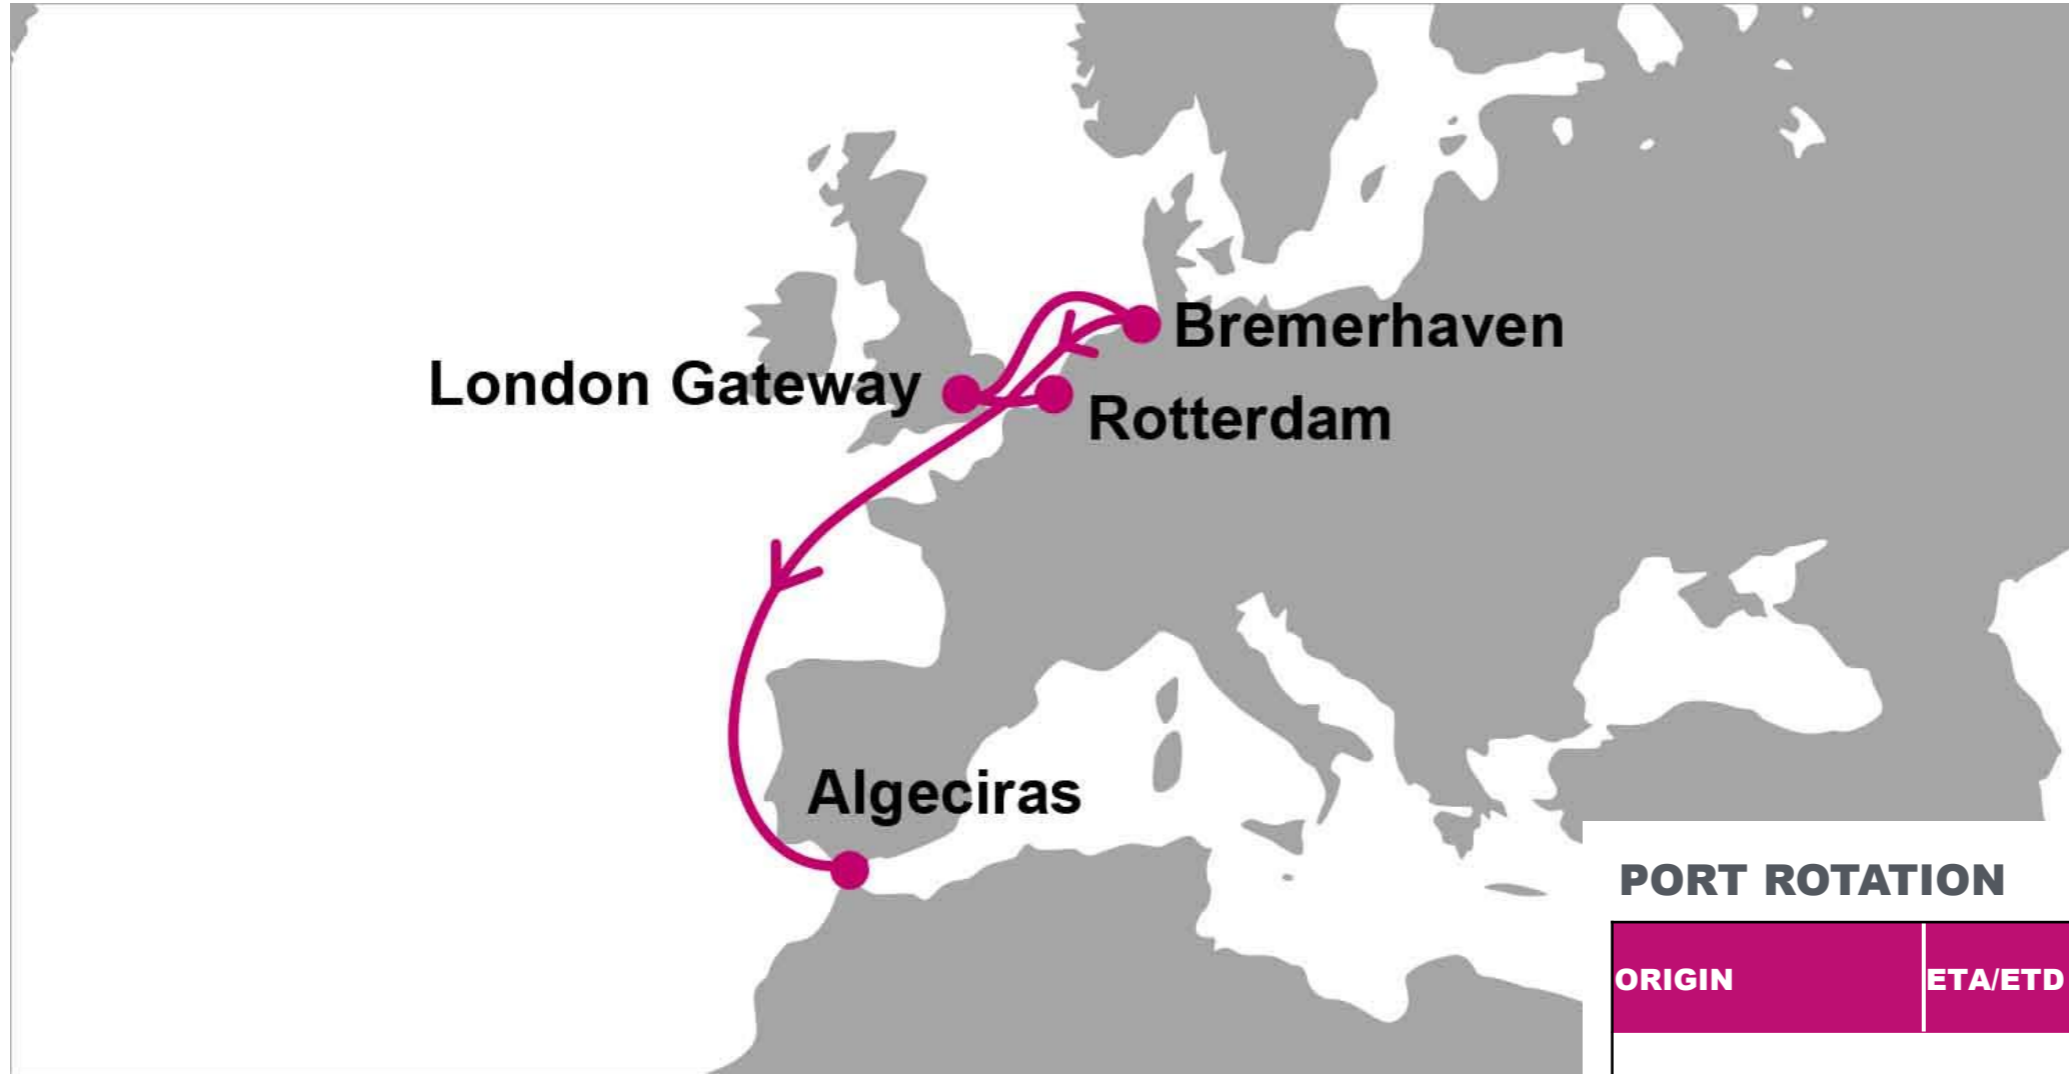 Bremerhaven
London Gateway
Rotterdam
Algeciras
PORT ROTATION
ORIGIN ETA/ETD